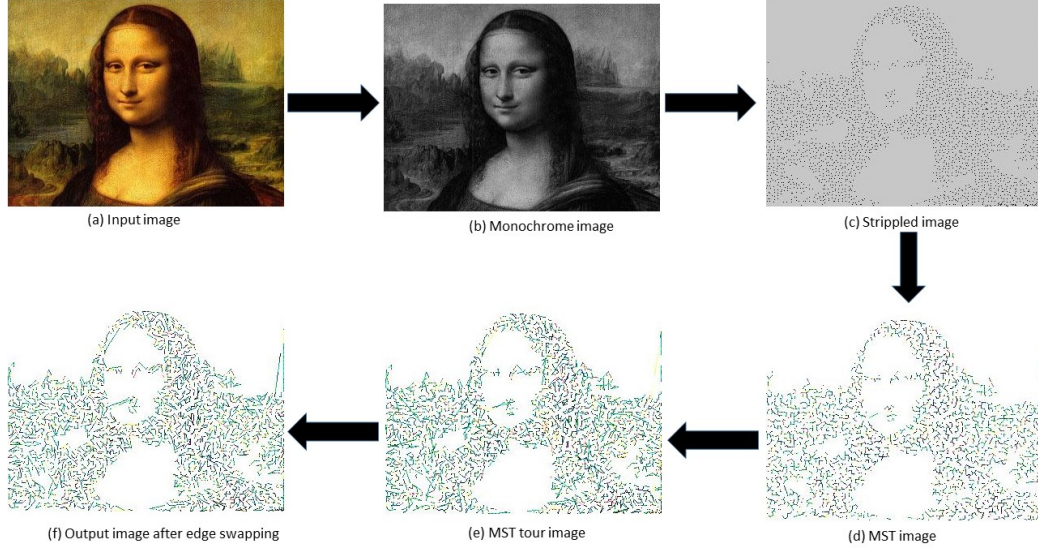 (a) Input image
(b) Monochrome image
(c) Strippled image
(f) Output image after edge swapping
(e) MST tour image
(d) MST image